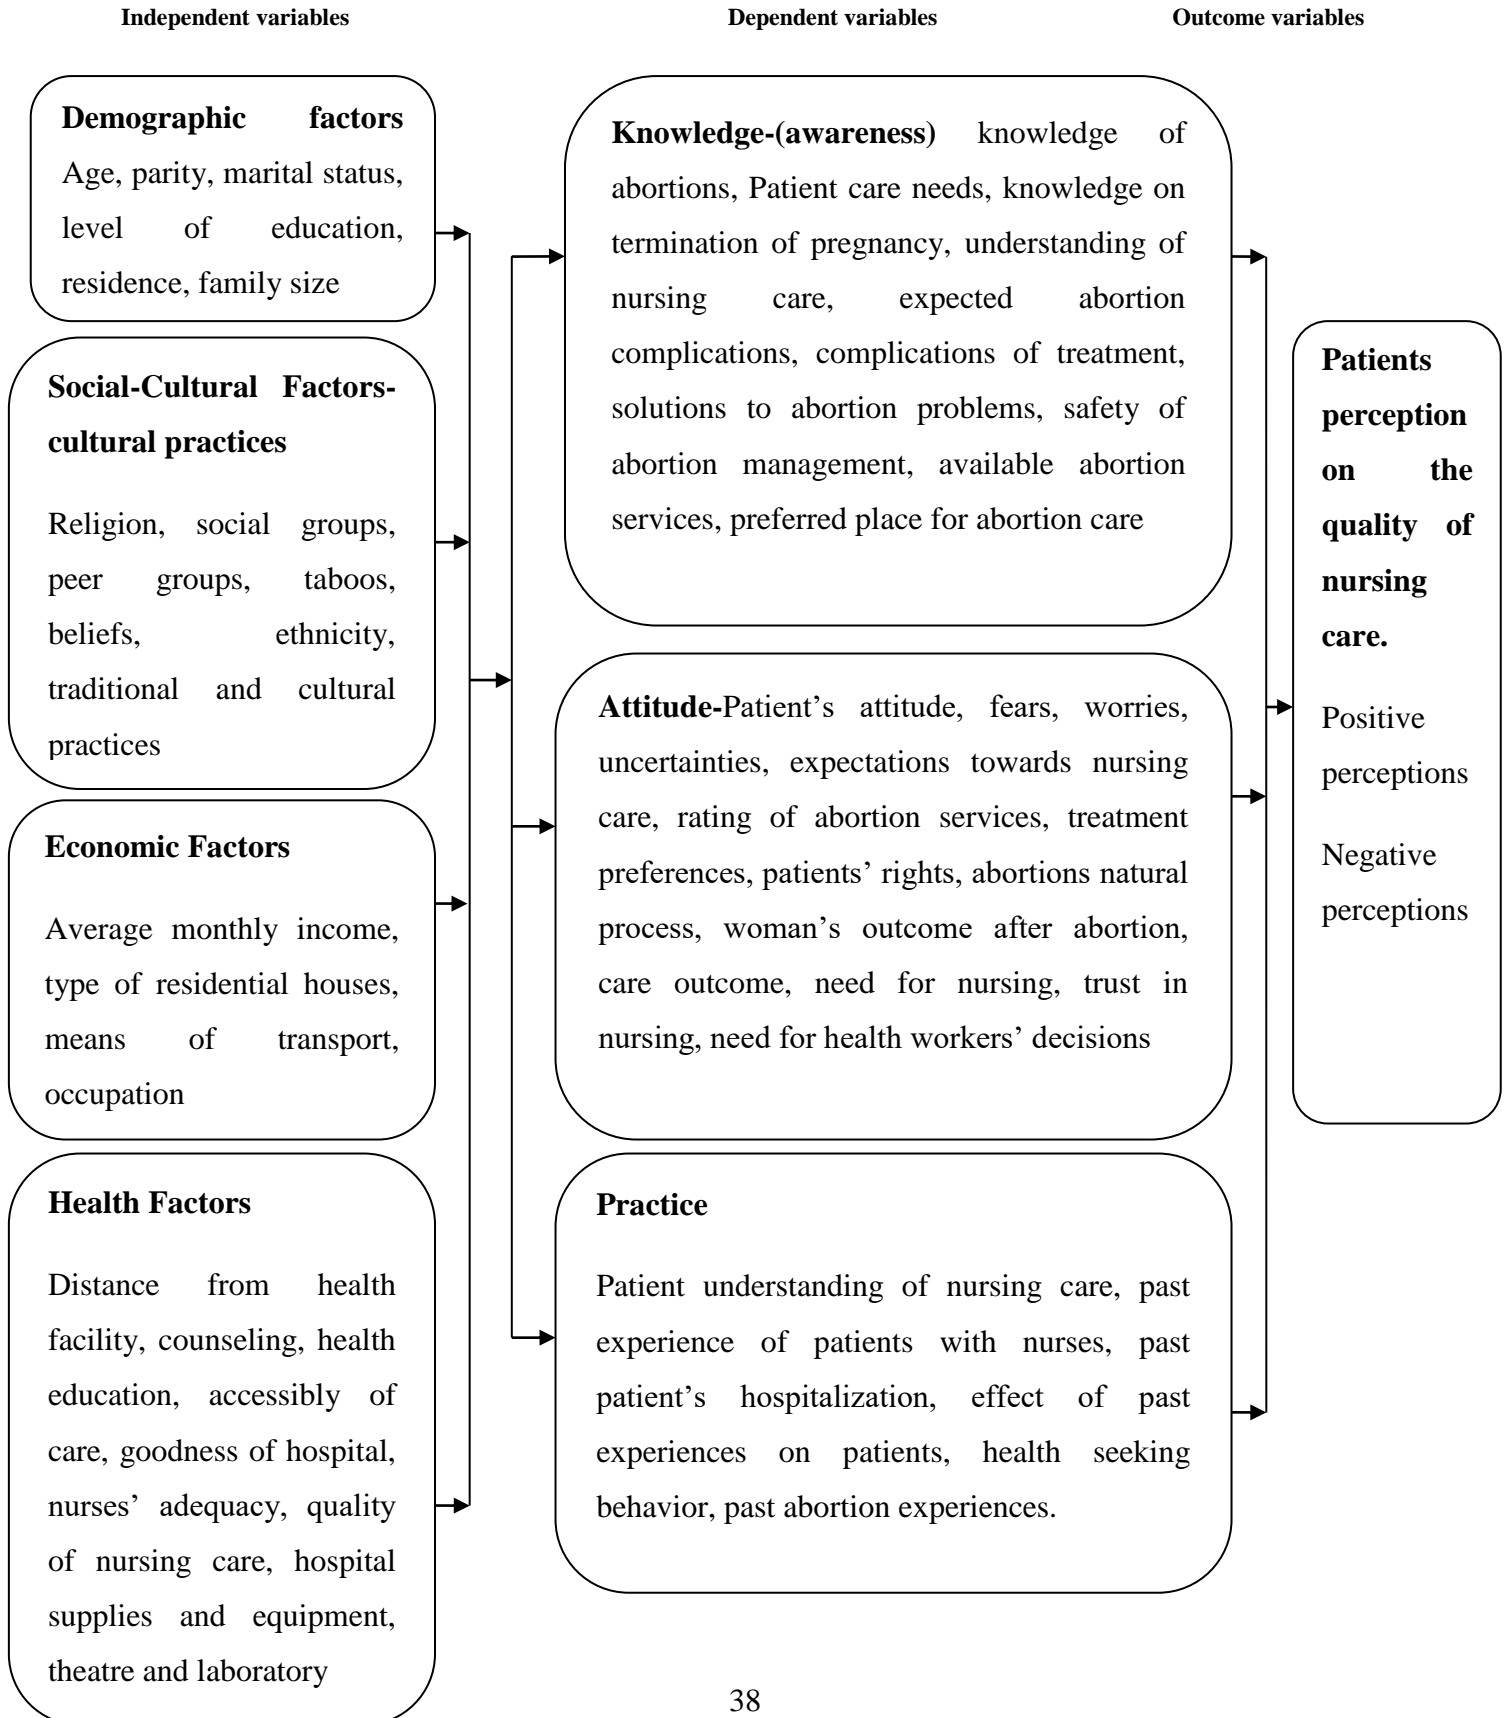 Independent variables
Dependent variables
Outcome variables
Demographic factors
Age, parity, marital status,
level of education,
residence, family size
Social-Cultural Factors-
cultural practices
Religion, social groups,
peer groups, taboos,
beliefs, ethnicity,
traditional and cultural
practices
Economic Factors
Average monthly income,
type of residential houses,
means of transport,
occupation
Health Factors
Distance from health
facility, counseling, health
education, accessibly of
care, goodness of hospital,
nurses’ adequacy, quality
of nursing care, hospital
supplies and equipment,
theatre and laboratory
Knowledge-(awareness) knowledge of
abortions, Patient care needs, knowledge on
termination of pregnancy, understanding of
nursing care, expected abortion
complications, complications of treatment,
solutions to abortion problems, safety of
abortion management, available abortion
services, preferred place for abortion care
Attitude-Patient’s attitude, fears, worries,
uncertainties, expectations towards nursing
care, rating of abortion services, treatment
preferences, patients’ rights, abortions natural
process, woman’s outcome after abortion,
care outcome, need for nursing, trust in
nursing, need for health workers’ decisions
Practice
Patient understanding of nursing care, past
experience of patients with nurses, past
patient’s hospitalization, effect of past
experiences on patients, health seeking
behavior, past abortion experiences.
Patients
perception
on the
quality of
nursing
care.
Positive
perceptions
Negative
perceptions
38